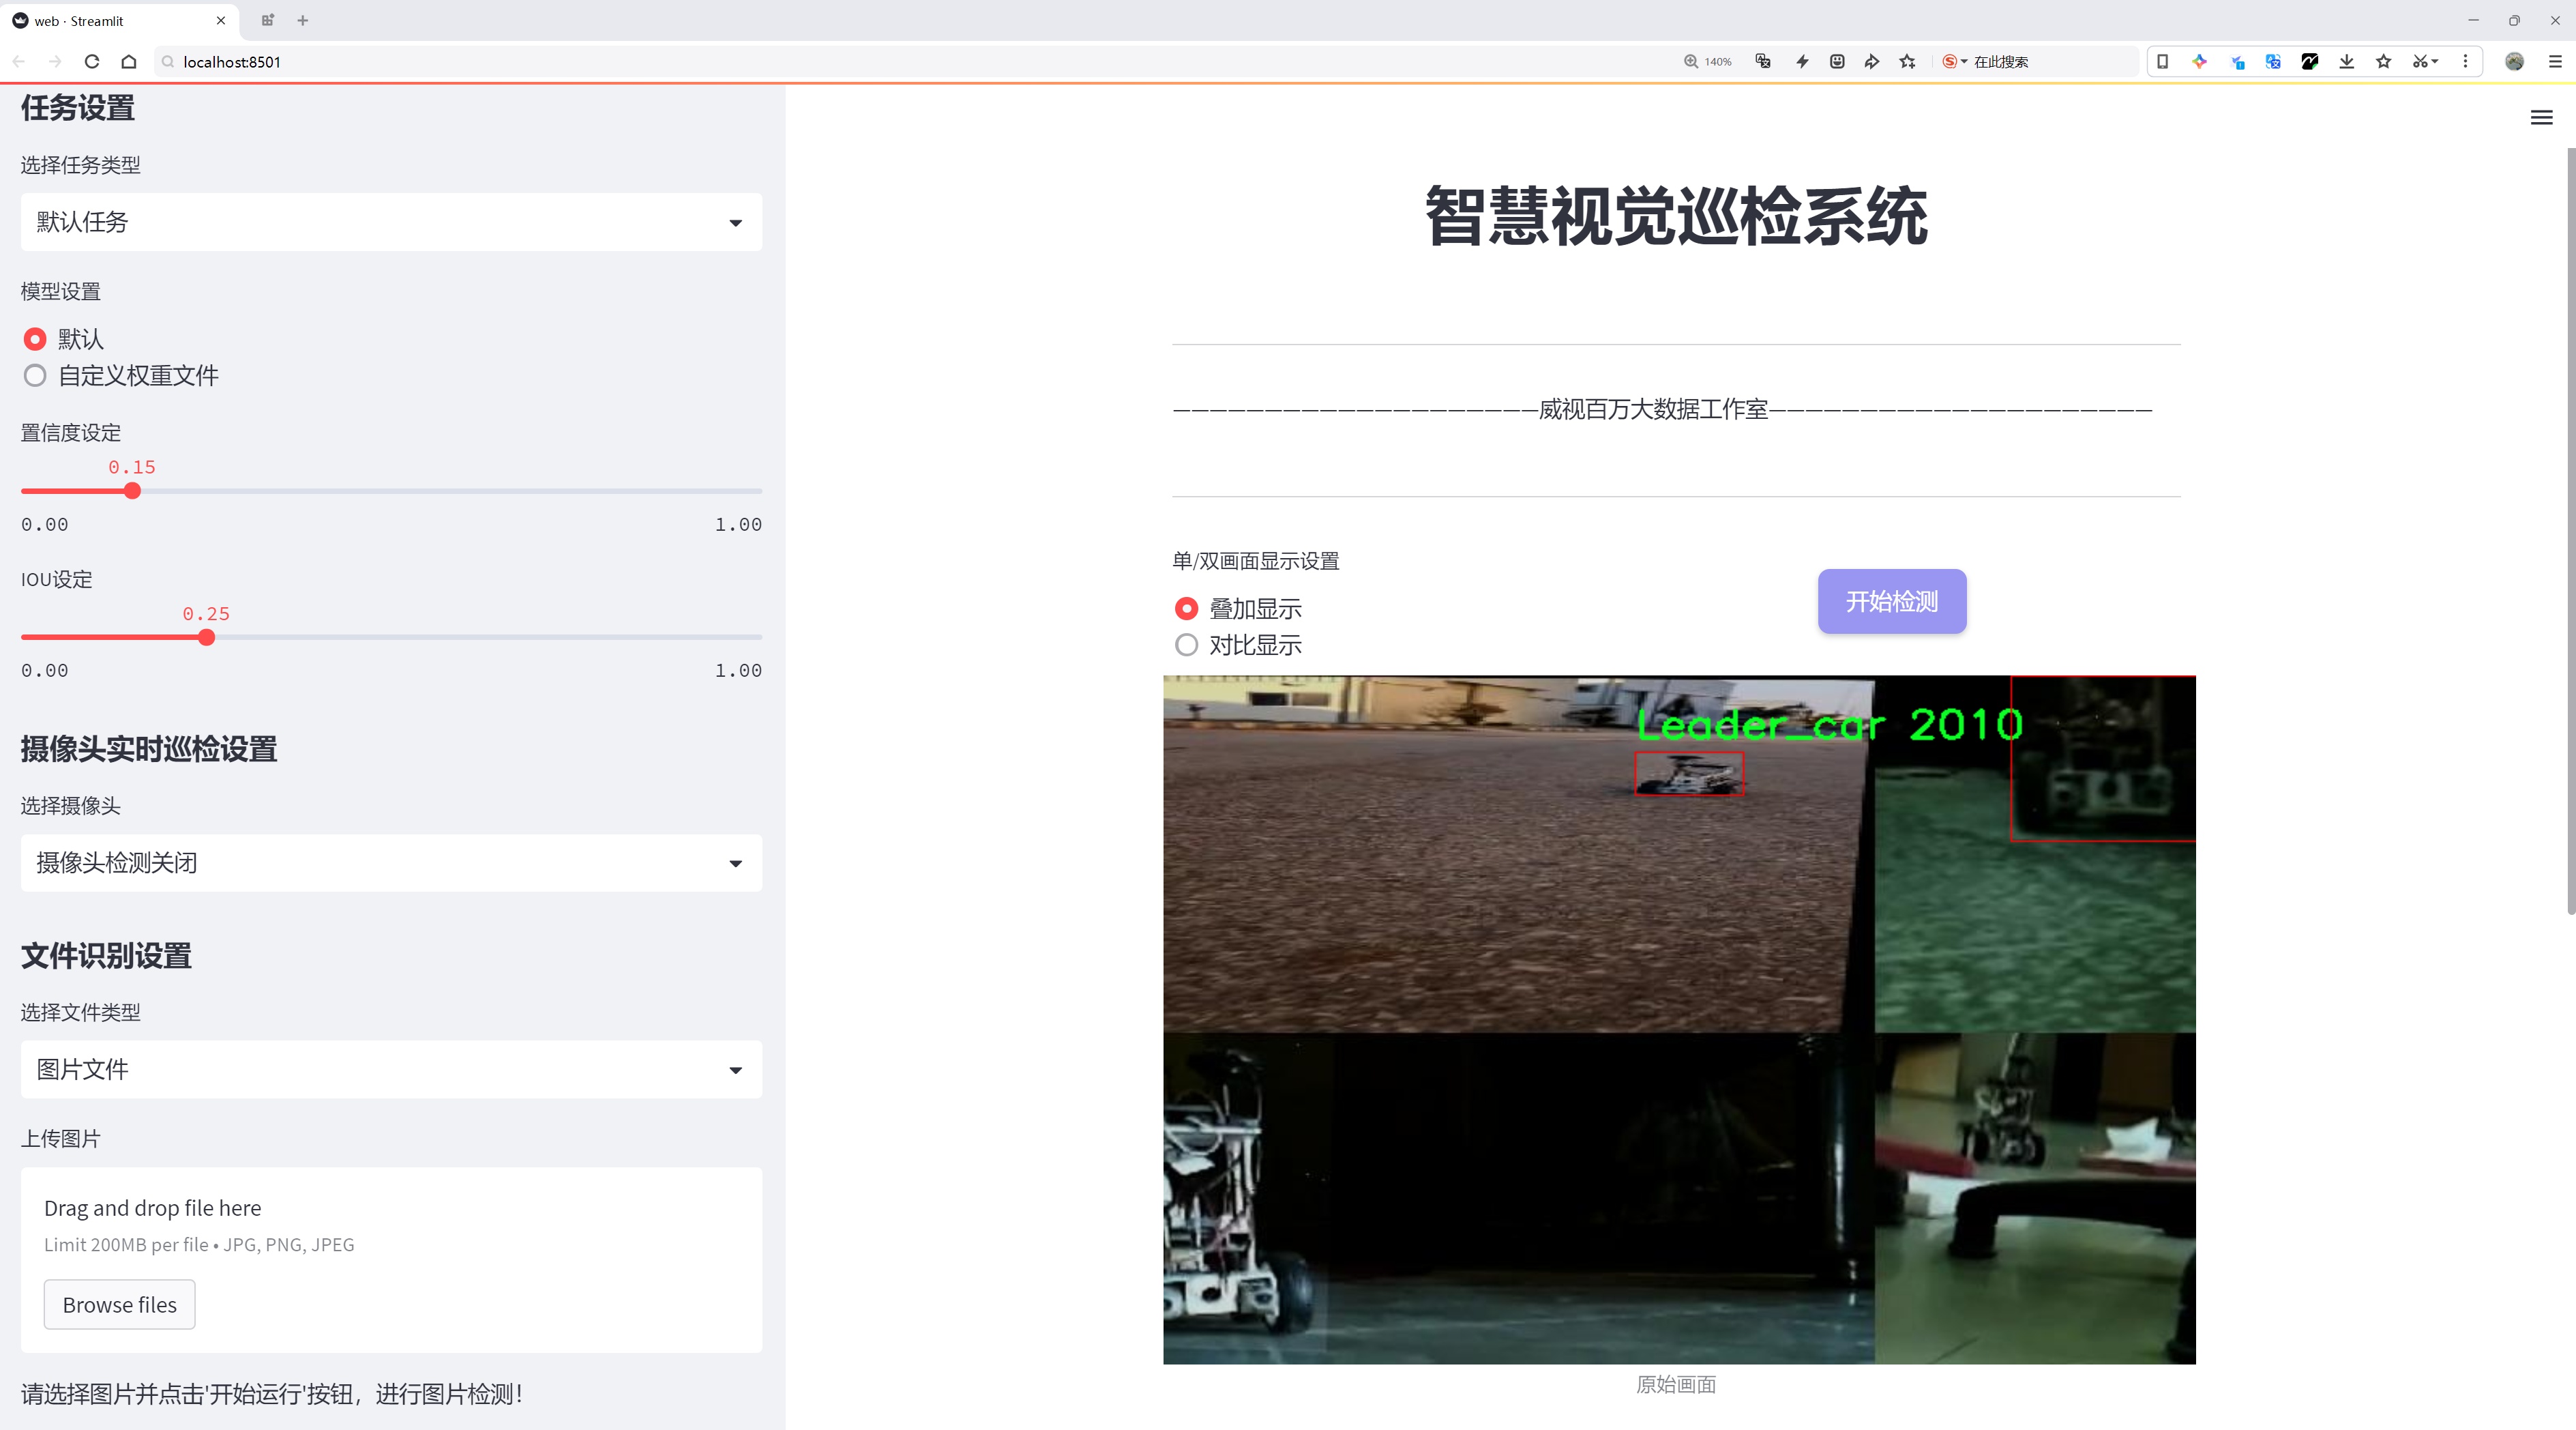 web · Streamlit
localhost:8501
140%
在此搜索
任务设置
选择任务类型
默认任务
模型设置
默认
自定义权重文件
置信度设定
0.15
0.00
1.00
IOU设定
0.25
0.00
1.00
摄像头实时巡检设置
选择摄像头
摄像头检测关闭
文件识别设置
选择文件类型
图片文件
上传图片
Drag and drop file here
Limit 200MB per file • JPG, PNG, JPEG
Browse files
请选择图片并点击'开始运行'按钮，进行图片检测！
智慧视觉巡检系统
—————————————————————威视百万大数据工作室—————————————————————
单/双画面显示设置
叠加显示
对比显示
开始检测
Leader_car 2010
原始画面